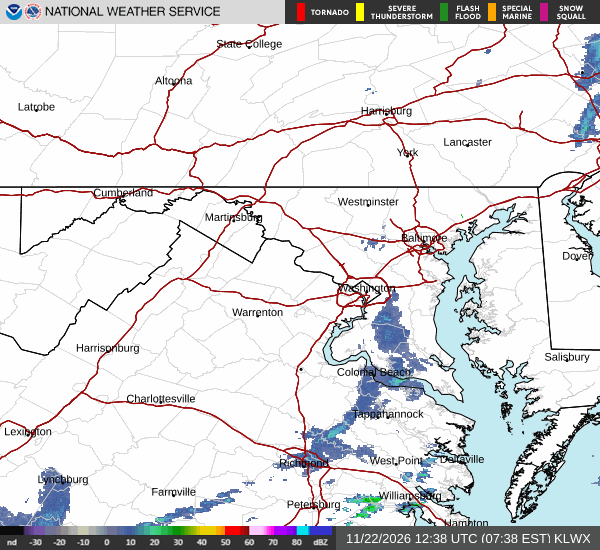 NATIONAL WEATHER SERVICE
TORNADO
SEVERE THUNDERSTORM
FLASH FLOOD
SPECIAL MARINE
SNOW SQUALL
State College
Altoona
Latrobe
Harrisburg
Lancaster
York
Cumberland
Martinsburg
Westminster
Baltimore
Dover
Washington
Warrenton
Harrisonburg
Salisbury
Colonial Beach
Charlottesville
Tappahannock
Lexington
Richmond
West Point
Deltaville
Lynchburg
Farmville
Williamsburg
Petersburg
Hampton
nd -30 -20 -10 0 10 20 30 40 50 60 70 80 dBZ
11/22/2026 12:38 UTC (07:38 EST) KLWX